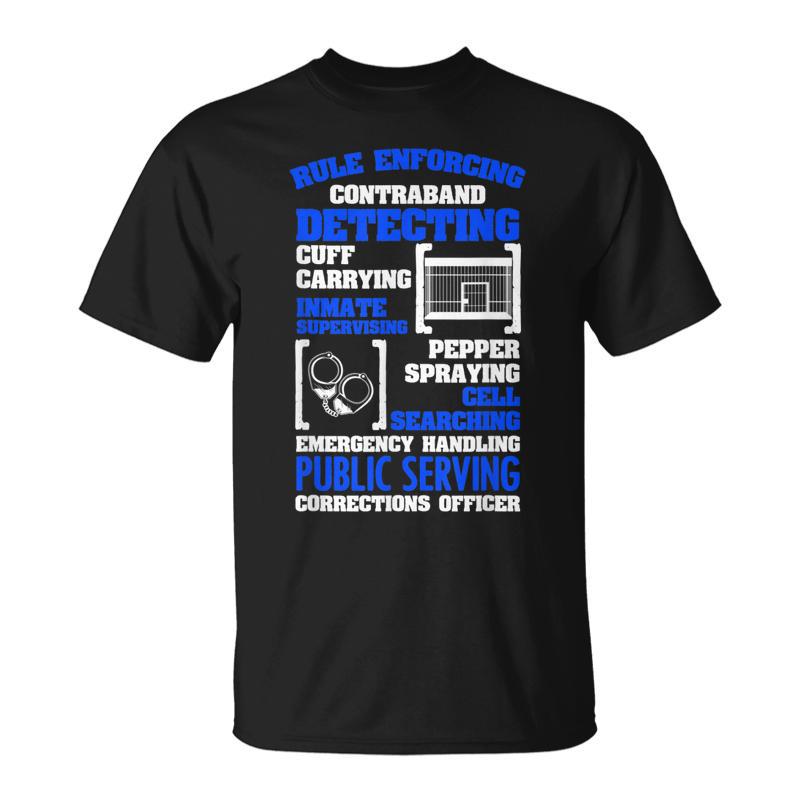 RULE ENFORCING
CONTRABAND
DETECTING
CUFF
CARRYING
INMATE
SUPERVISING
PEPPER
SPRAYING
CELL
SEARCHING
EMERGENCY HANDLING
PUBLIC SERVING
CORRECTIONS OFFICER